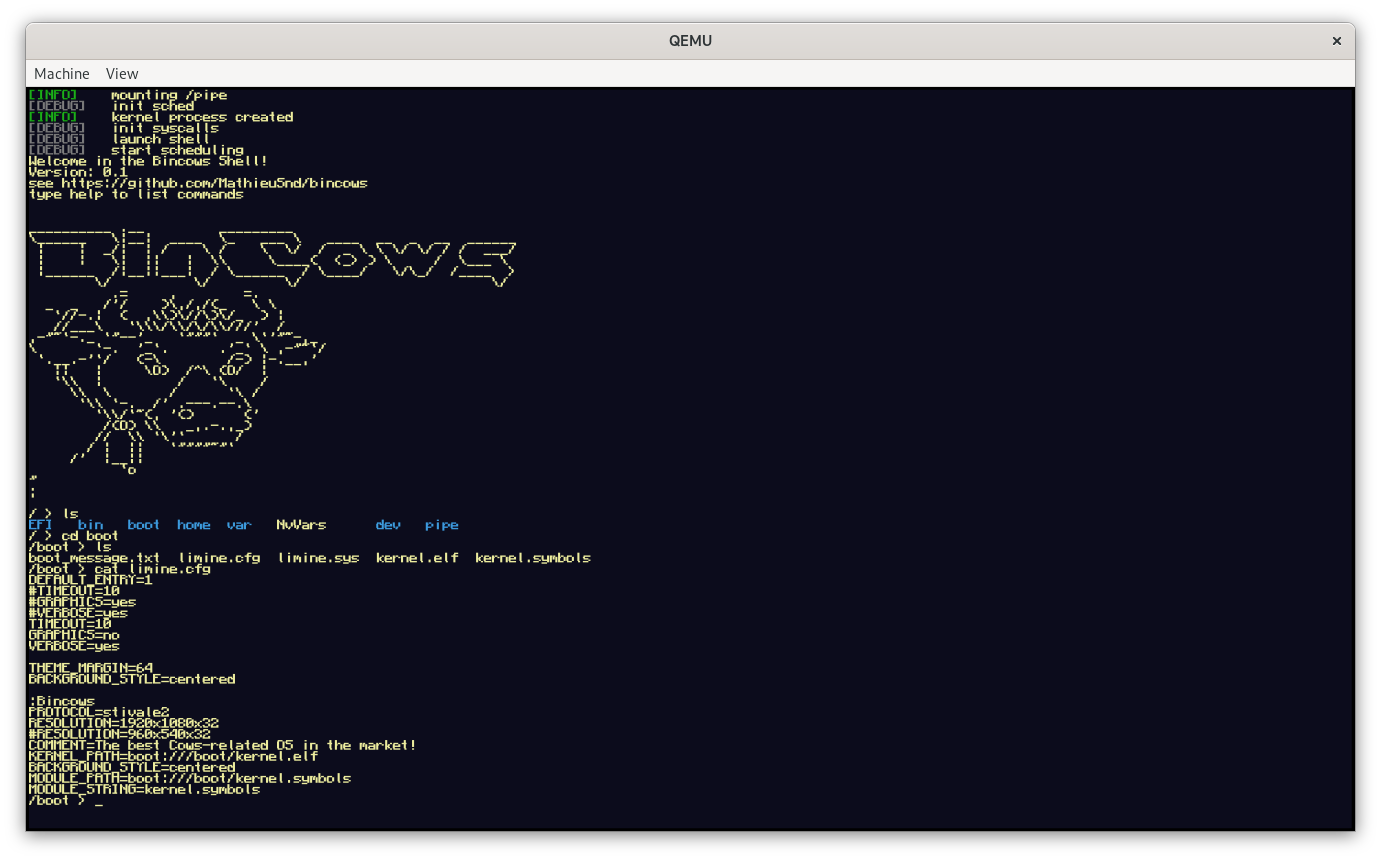 QEMU
Machine View
[INFO] mounting /pipe
[DEBUG] init sched
[INFO] kernel process created
[DEBUG] init syscalls
[DEBUG] launch shell
[DEBUG] start scheduling
Welcome in the Bincows Shell!
Version: 0.1
see https://github.com/Mathieu5nd/bincows
type help to list commands
BinCows
/ > ls
EFI bin boot home var NvVars dev pipe
/ > cd boot
/boot > ls
boot_message.txt limine.cfg limine.sys kernel.elf kernel.symbols
/boot > cat limine.cfg
DEFAULT_ENTRY=1
#TIMEOUT=10
#GRAPHICS=yes
#VERBOSE=yes
TIMEOUT=10
GRAPHICS=no
VERBOSE=yes
THEME_MARGIN=64
BACKGROUND_STYLE=centered
:Bincows
PROTOCOL=stivale2
RESOLUTION=1920x1080x32
#RESOLUTION=960x540x32
COMMENT=The best Cows-related OS in the market!
KERNEL_PATH=boot:///boot/kernel.elf
BACKGROUND_STYLE=centered
MODULE_PATH=boot:///boot/kernel.symbols
MODULE_STRING=kernel.symbols
/boot > _